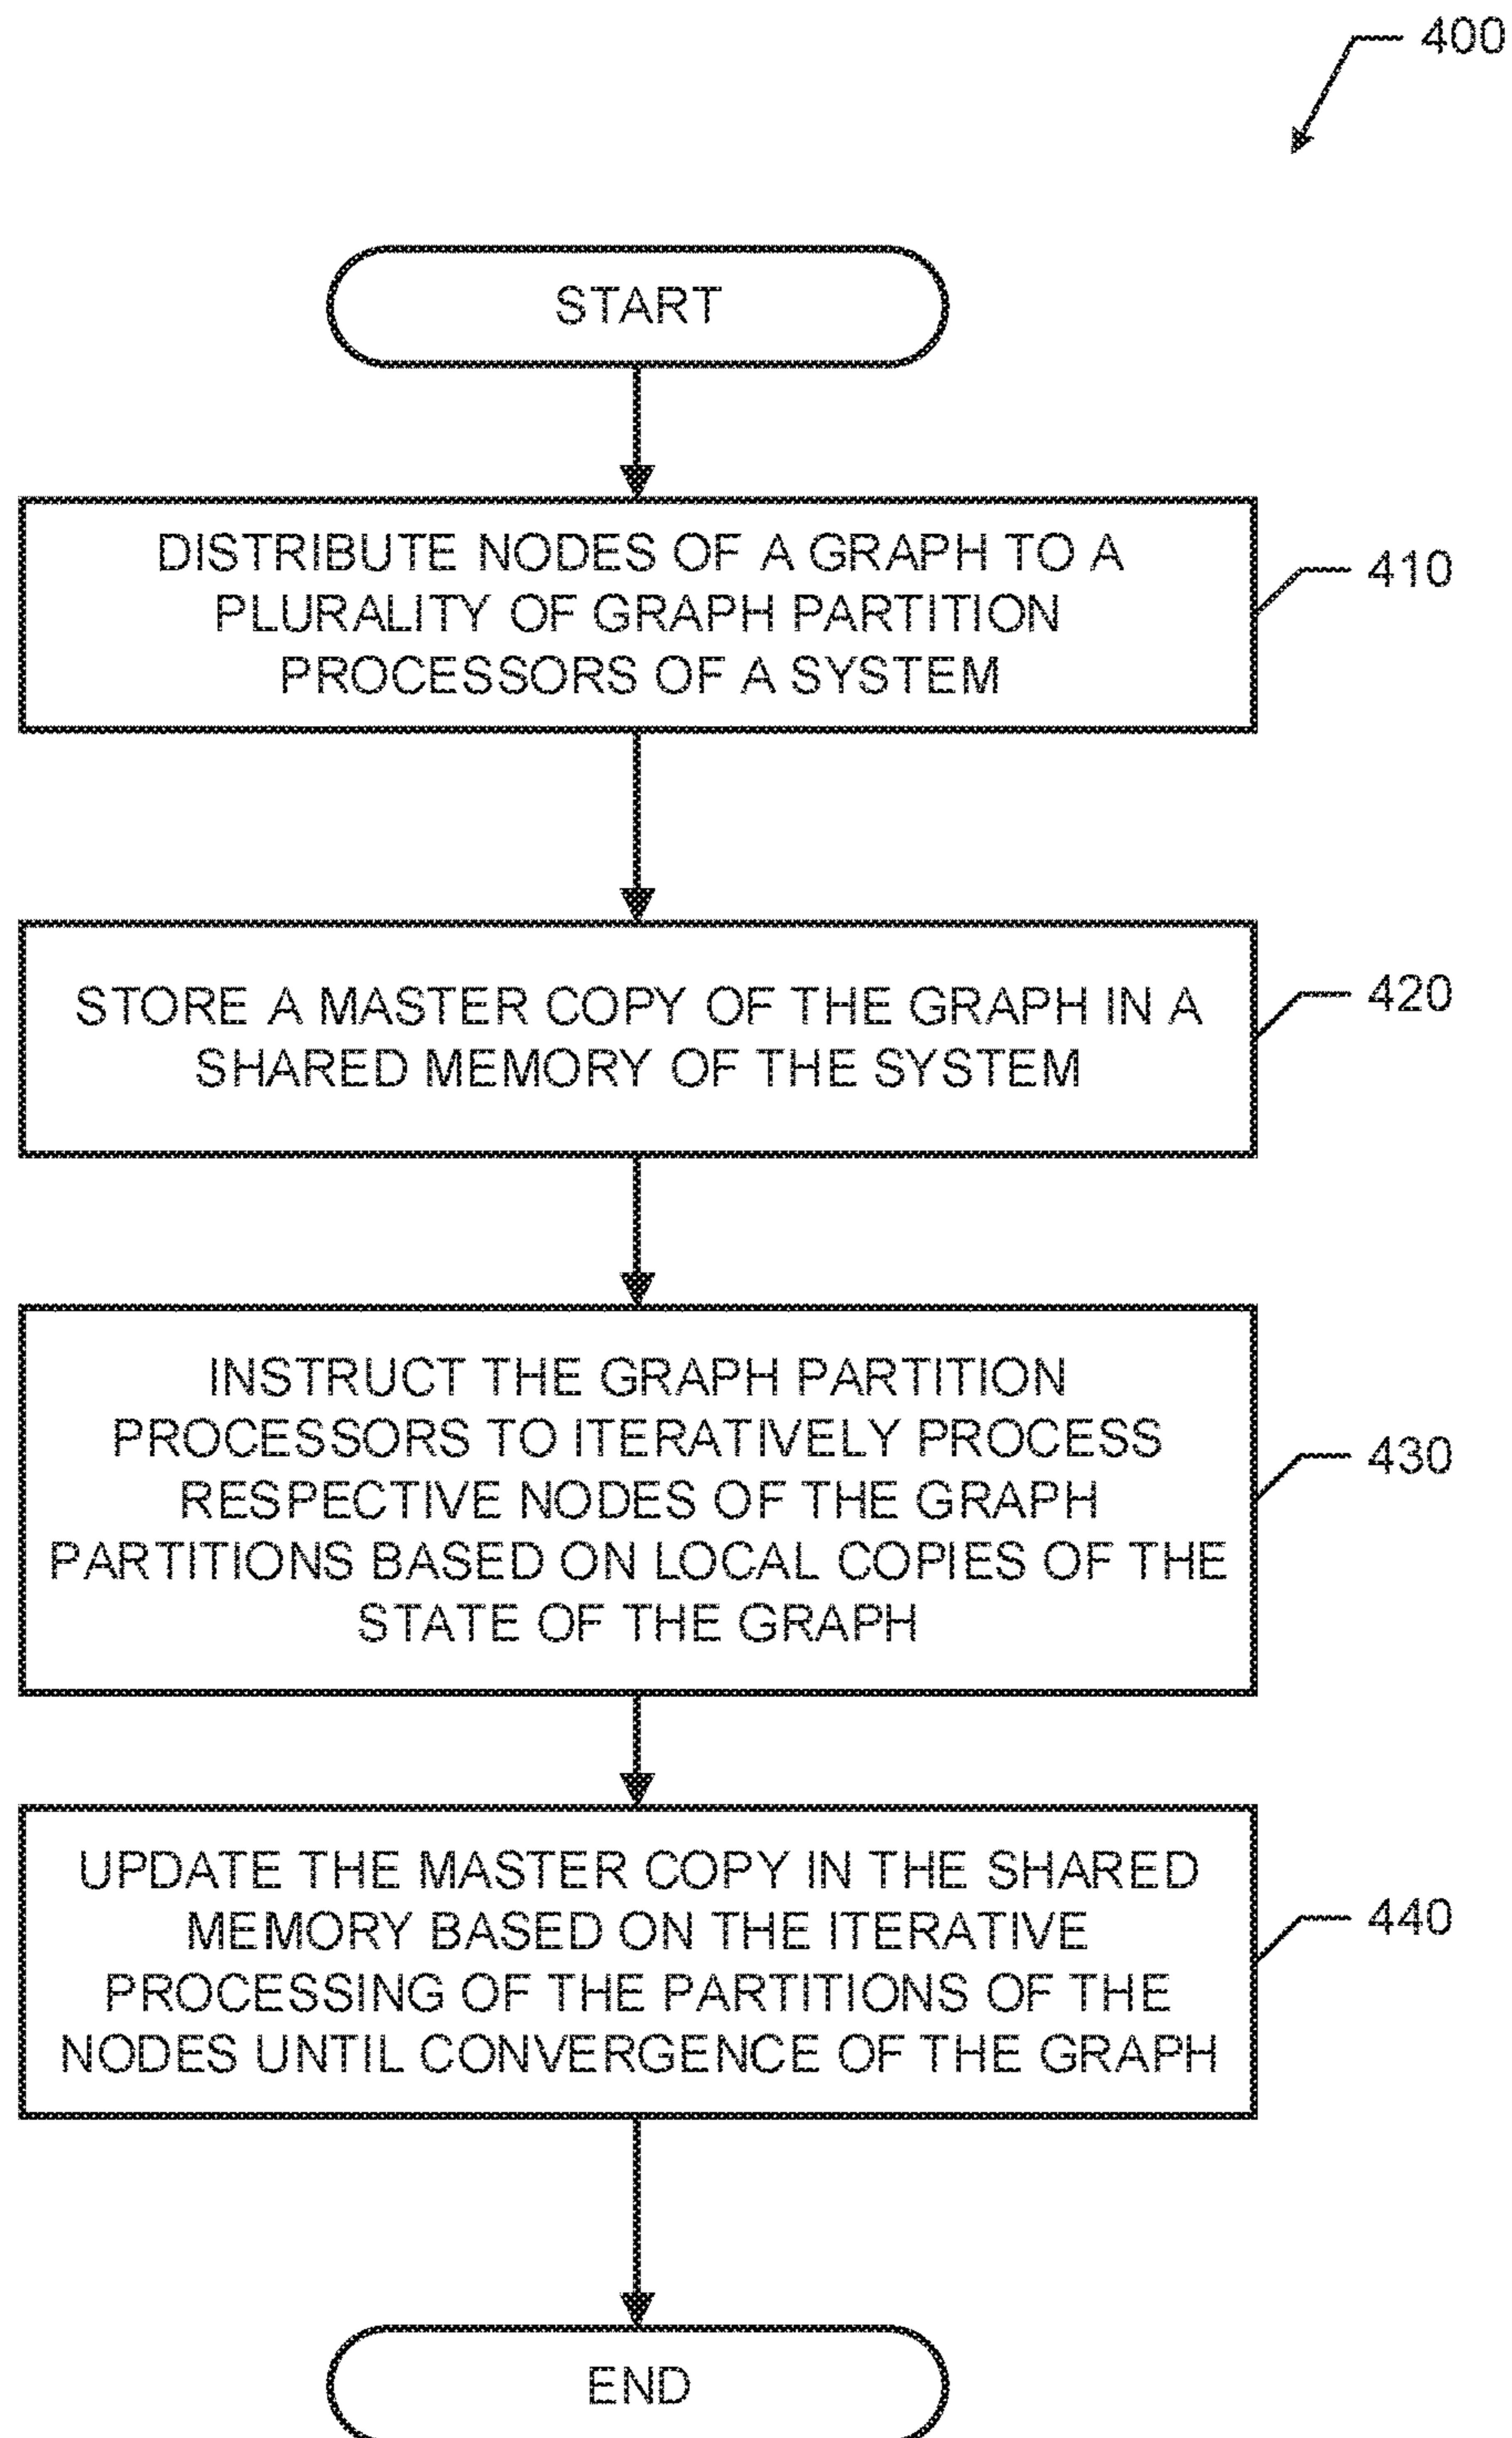 400
START
DISTRIBUTE NODES OF A GRAPH TO A
PLURALITY OF GRAPH PARTITION
PROCESSORS OF A SYSTEM
410
STORE A MASTER COPY OF THE GRAPH IN A
SHARED MEMORY OF THE SYSTEM
420
INSTRUCT THE GRAPH PARTITION
PROCESSORS TO ITERATIVELY PROCESS
RESPECTIVE NODES OF THE GRAPH
PARTITIONS BASED ON LOCAL COPIES OF THE
STATE OF THE GRAPH
430
UPDATE THE MASTER COPY IN THE SHARED
MEMORY BASED ON THE ITERATIVE
PROCESSING OF THE PARTITIONS OF THE
NODES UNTIL CONVERGENCE OF THE GRAPH
440
END